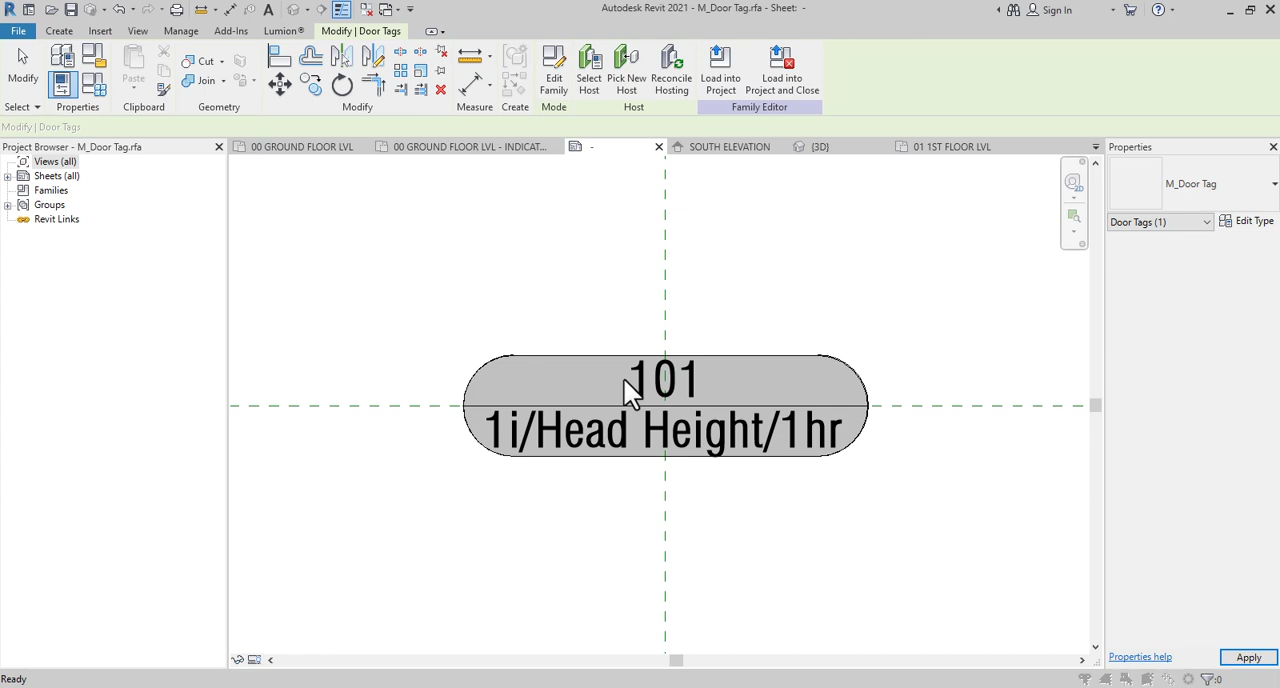 Autodesk Revit 2021 - M_Door Tag.rfa - Sheet: -
Sign In
File Create Insert View Manage Add-Ins Lumion® Modify | Door Tags
Modify
Paste
Cut
Join
Edit Family
Select Host
Pick New Host
Reconcile Hosting
Load into Project
Load into Project and Close
Select Properties Clipboard Geometry Modify Measure Create Mode Host Family Editor
Modify | Door Tags
Project Browser - M_Door Tag.rfa
00 GROUND FLOOR LVL
00 GROUND FLOOR LVL - INDICAT...
-
SOUTH ELEVATION
{3D}
01 1ST FLOOR LVL
Properties
Views (all)
Sheets (all)
Families
Groups
Revit Links
2D
M_Door Tag
Door Tags (1)
Edit Type
101
1i/Head Height/1hr
Properties help
Apply
Ready
:0